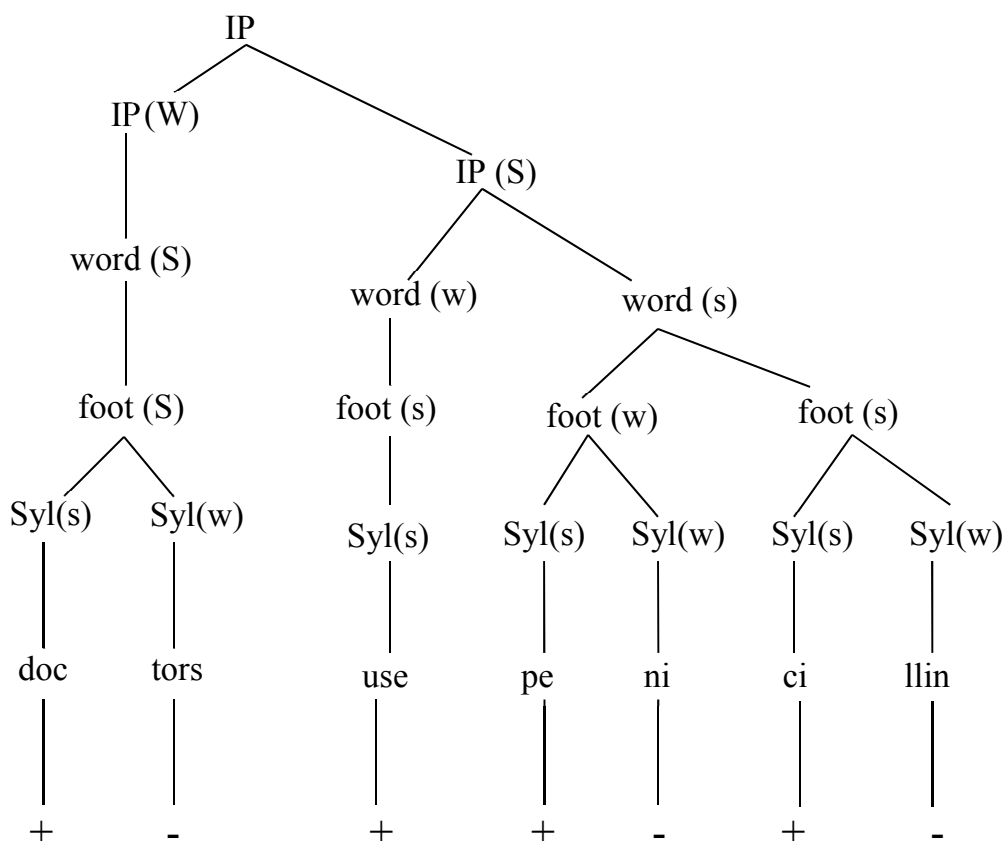 IP
IP (W)
IP (S)
word (S)
word (w) word (s)
foot (S) foot (s) foot (w) foot (s)
Syl(s) Syl(w) Syl(s) Syl(s) Syl(w) Syl(s) Syl(w)
doc tors use pe ni ci llin
+ - + + - + -